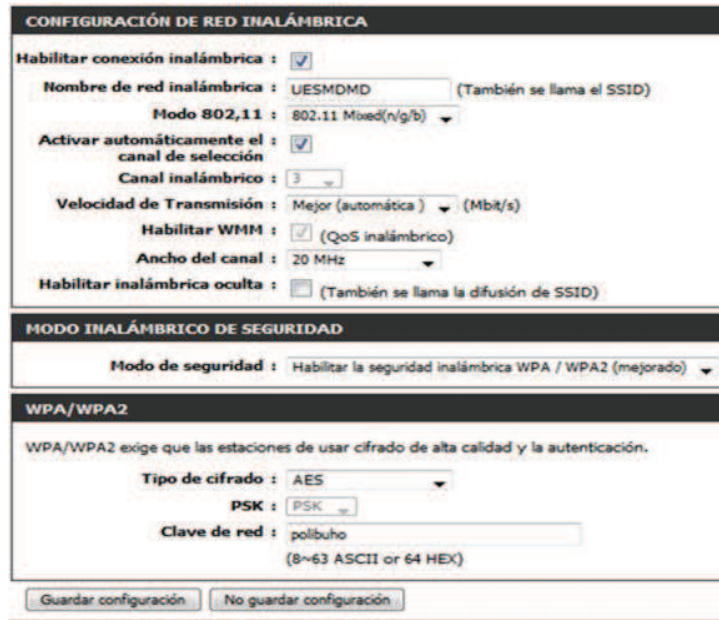 CONFIGURACIÓN DE RED INALÁMBRICA
Habilitar conexión inalámbrica :
Nombre de red inalámbrica : UESMDMD (También se llama el SSID)
Modo 802,11 : 802.11 Mixed(n/g/b)
Activar automáticamente el :
canal de selección
Canal inalámbrico : 3
Velocidad de Transmisión : Mejor (automática ) (Mbit/s)
Habilitar WMM : (QoS inalámbrico)
Ancho del canal : 20 MHz
Habilitar inalámbrica oculta : (También se llama la difusión de SSID)
MODO INALÁMBRICO DE SEGURIDAD
Modo de seguridad : Habilitar la seguridad inalámbrica WPA / WPA2 (mejorado)
WPA/WPA2
WPA/WPA2 exige que las estaciones de usar cifrado de alta calidad y la autenticación.
Tipo de cifrado : AES
PSK : PSK
Clave de red : polibuho
(8~63 ASCII or 64 HEX)
Guardar configuración No guardar configuración